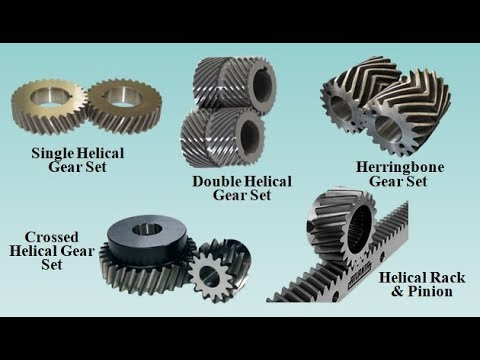 Single Helical
Gear Set
Double Helical
Gear Set
Herringbone
Gear Set
Crossed
Helical Gear
Set
Helical Rack
& Pinion